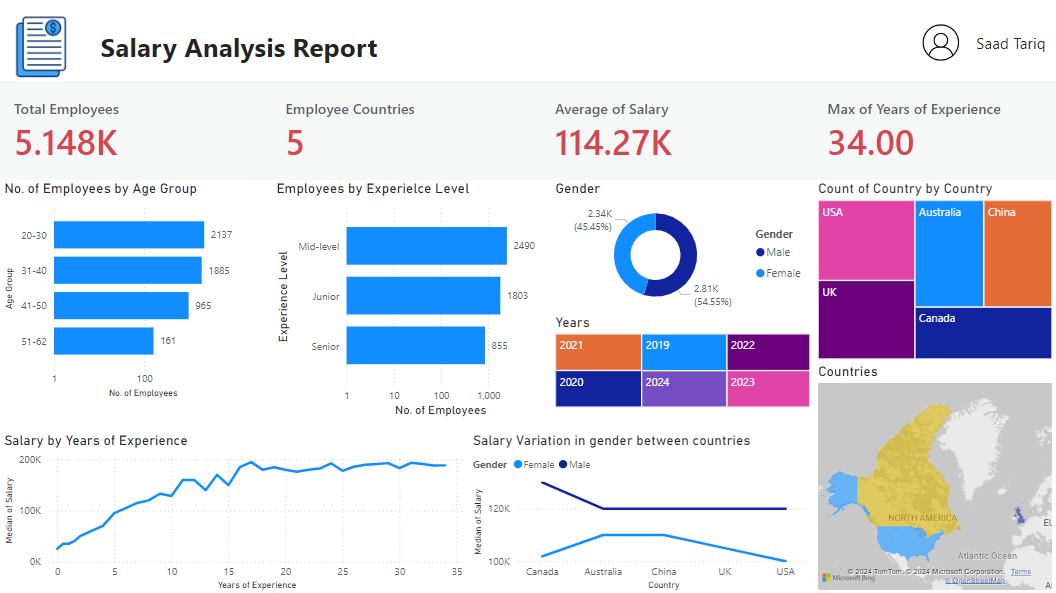 Salary Analysis Report
Saad Tariq
Total Employees
5.148K
Employee Countries
5
Average of Salary
114.27K
Max of Years of Experience
34.00
No. of Employees by Age Group
Age Group
20-30
2137
31-40
1885
41-50
965
51-62
161
1
100
No. of Employees
Employees by Experielce Level
Experience Level
Mid-level
2490
Junior
1803
Senior
855
1
10
100
1,000
No. of Employees
Gender
2.34K
(45.45%)
2.81K
(54.55%)
Gender
Male
Female
Years
2021
2019
2022
2020
2024
2023
Count of Country by Country
USA
Australia
China
UK
Canada
Countries
NORTH AMERICA
EU
Atlantic Ocean
A
Microsoft Bing
© 2024 TomTom, © 2024 Microsoft Corporation, Terms
© OpenStreetMap
Salary by Years of Experience
Median of Salary
200K
100K
0K
0
5
10
15
20
25
30
35
Years of Experience
Salary Variation in gender between countries
Gender Female Male
Median of Salary
120K
100K
Canada
Australia
China
UK
USA
Country